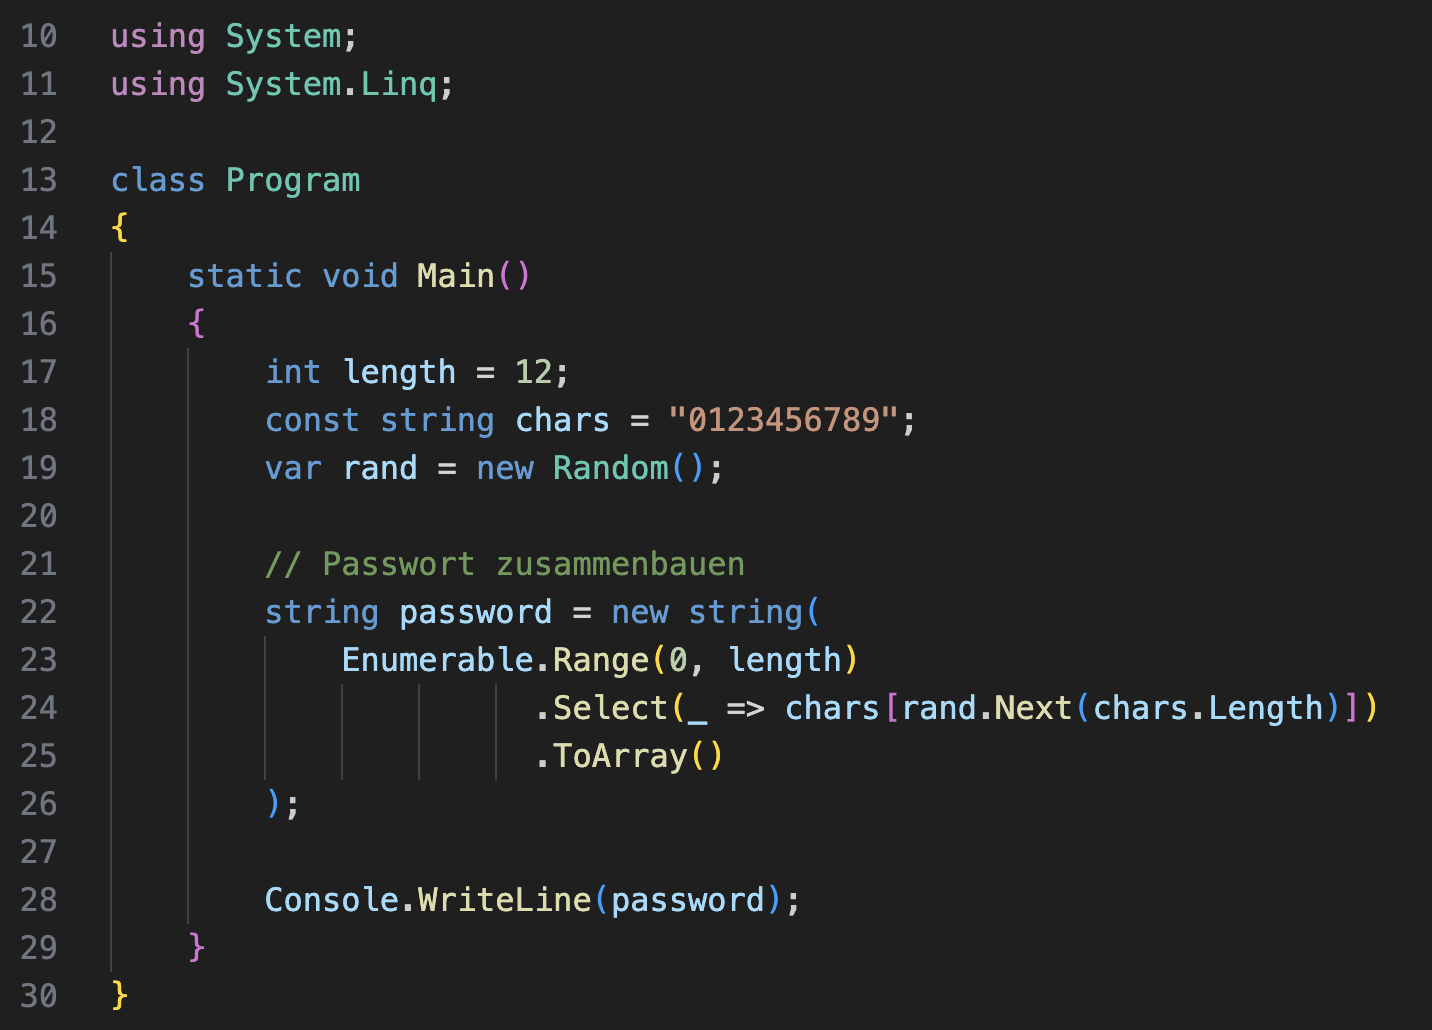 10 using System;
11 using System.Linq;
12
13 class Program
14 {
15     static void Main()
16     {
17         int length = 12;
18         const string chars = "0123456789";
19         var rand = new Random();
20
21         // Passwort zusammenbauen
22         string password = new string(
23             Enumerable.Range(0, length)
24                       .Select(_ => chars[rand.Next(chars.Length)])
25                       .ToArray()
26         );
27
28         Console.WriteLine(password);
29     }
30 }